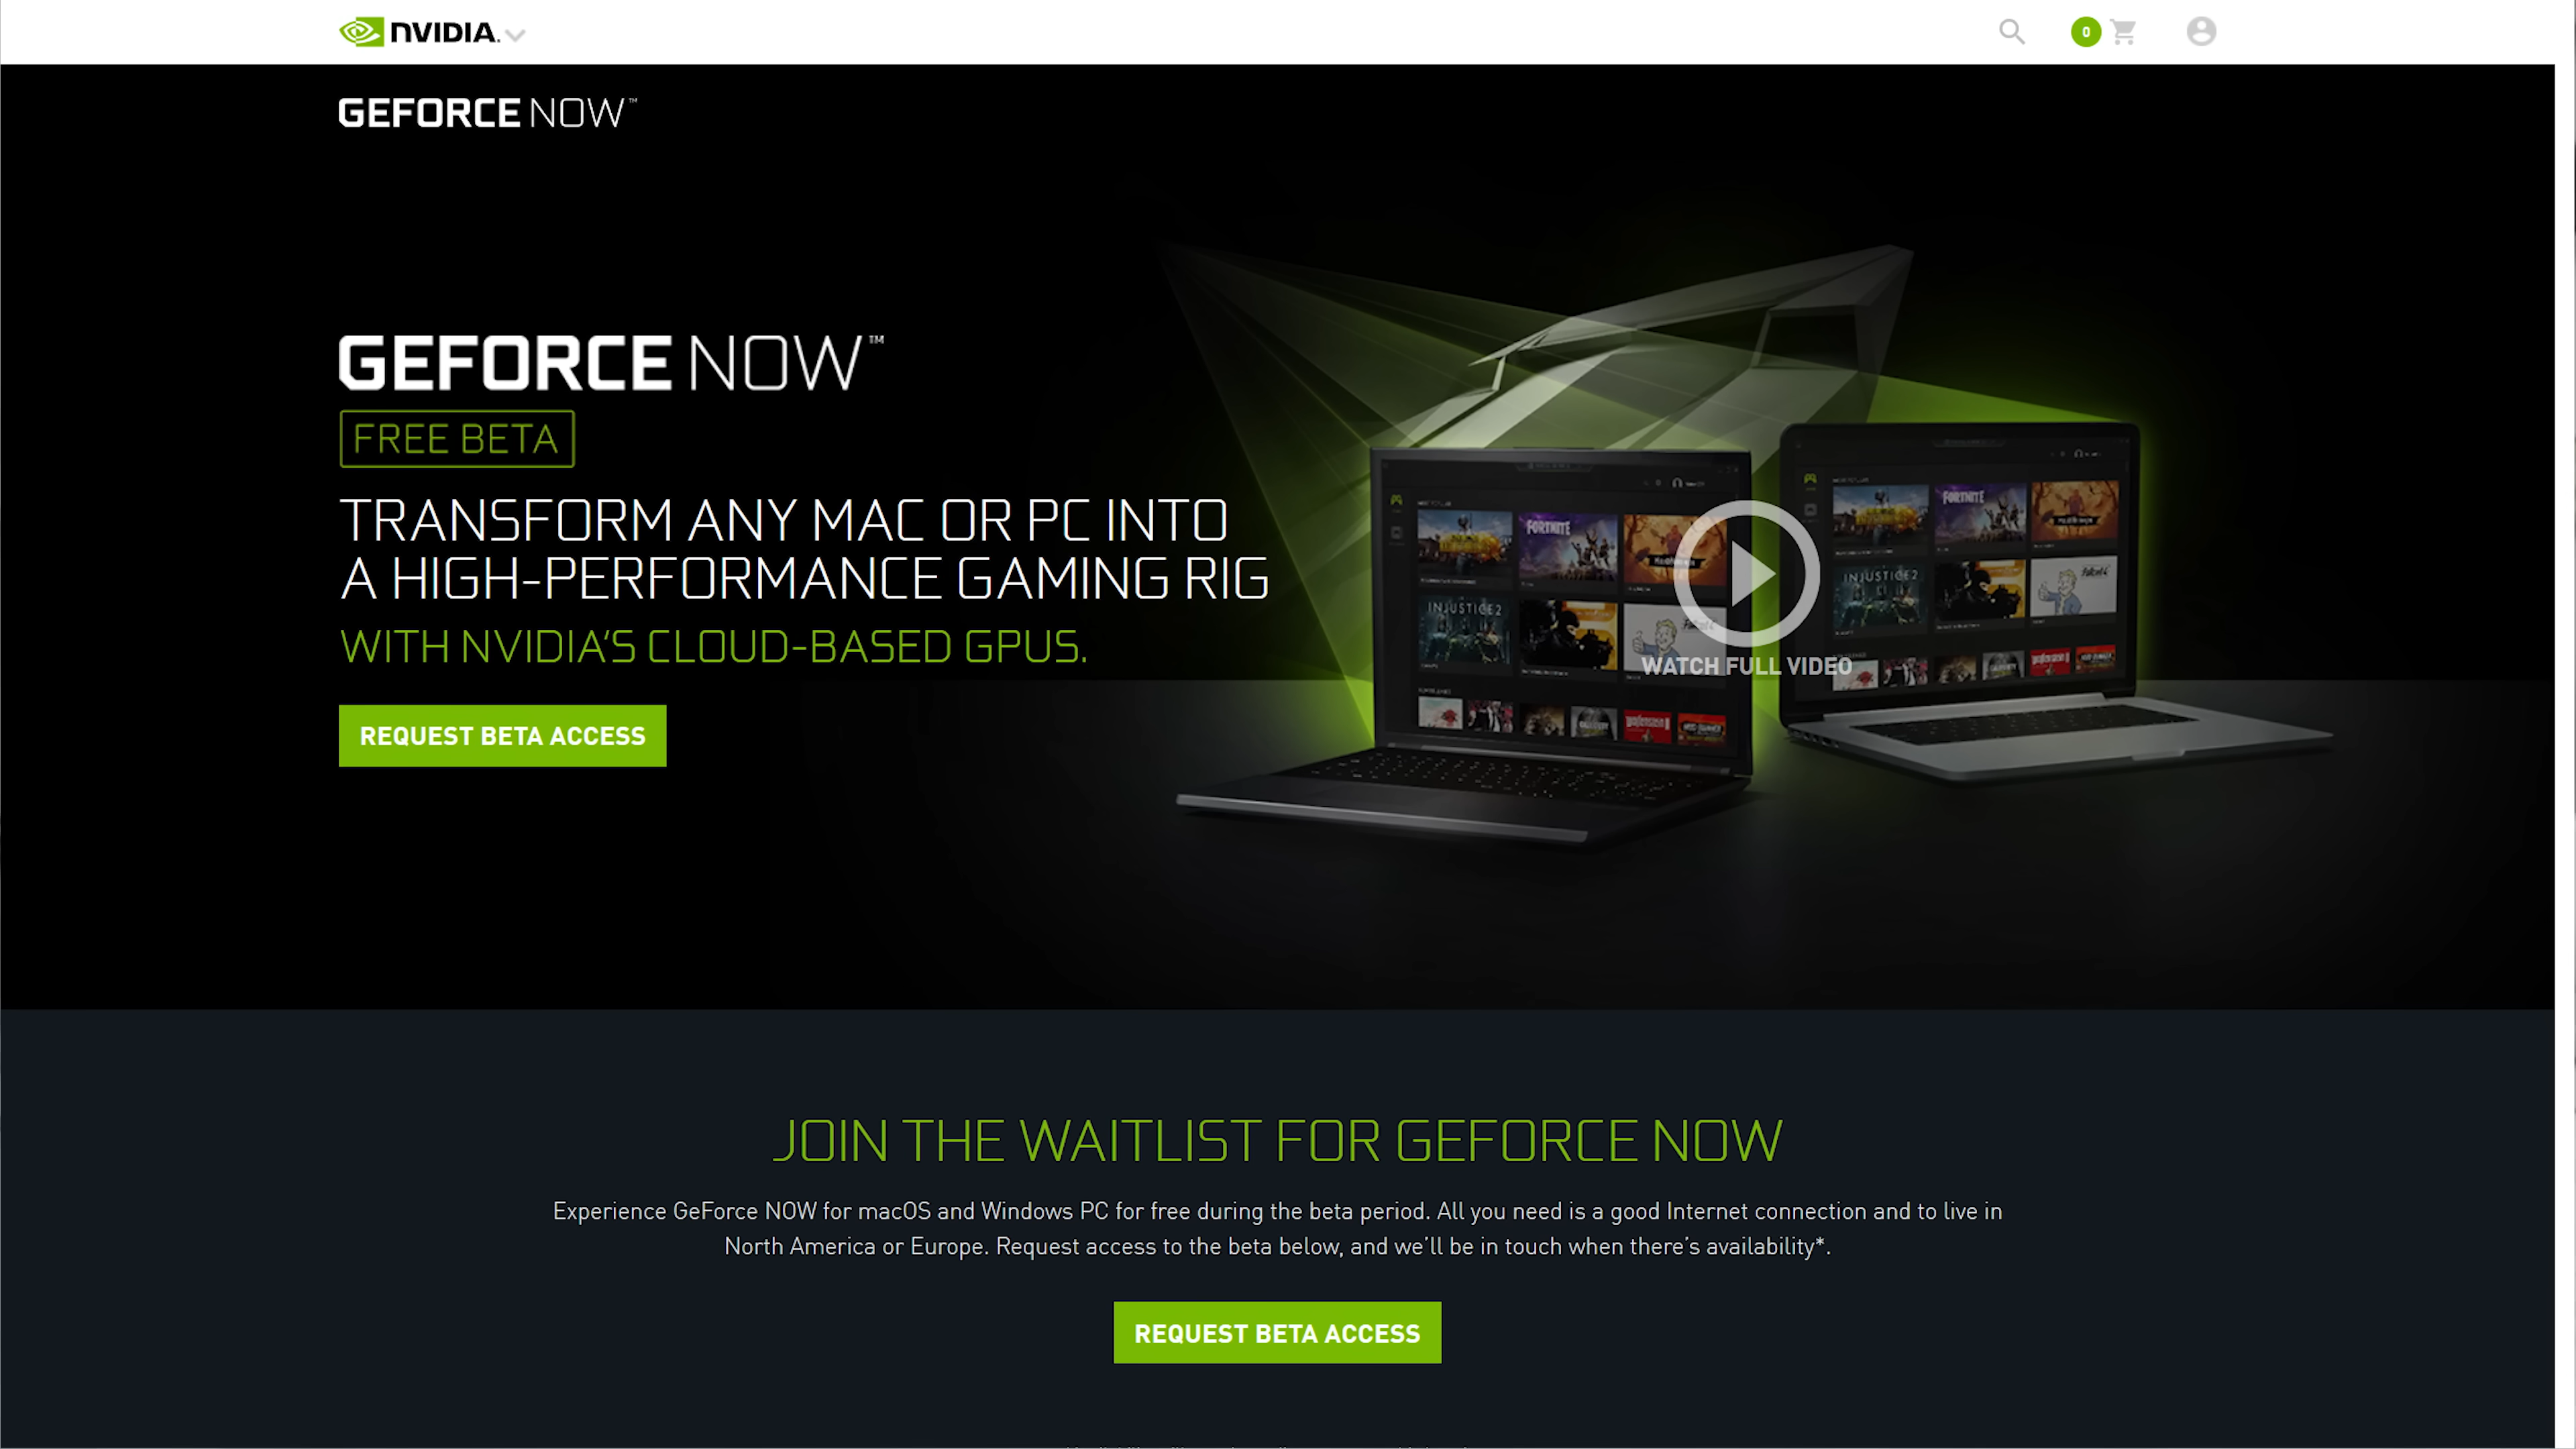 NVIDIA.
0
GEFORCE NOW™
GEFORCE NOW™
FREE BETA
TRANSFORM ANY MAC OR PC INTO
A HIGH-PERFORMANCE GAMING RIG
WITH NVIDIA'S CLOUD-BASED GPUS.
REQUEST BETA ACCESS
FORTNITE
INJUSTICE 2
FORTNITE
INJUSTICE 2
Fallout 4
WATCH FULL VIDEO
JOIN THE WAITLIST FOR GEFORCE NOW
Experience GeForce NOW for macOS and Windows PC for free during the beta period. All you need is a good Internet connection and to live in
North America or Europe. Request access to the beta below, and we'll be in touch when there's availability*.
REQUEST BETA ACCESS